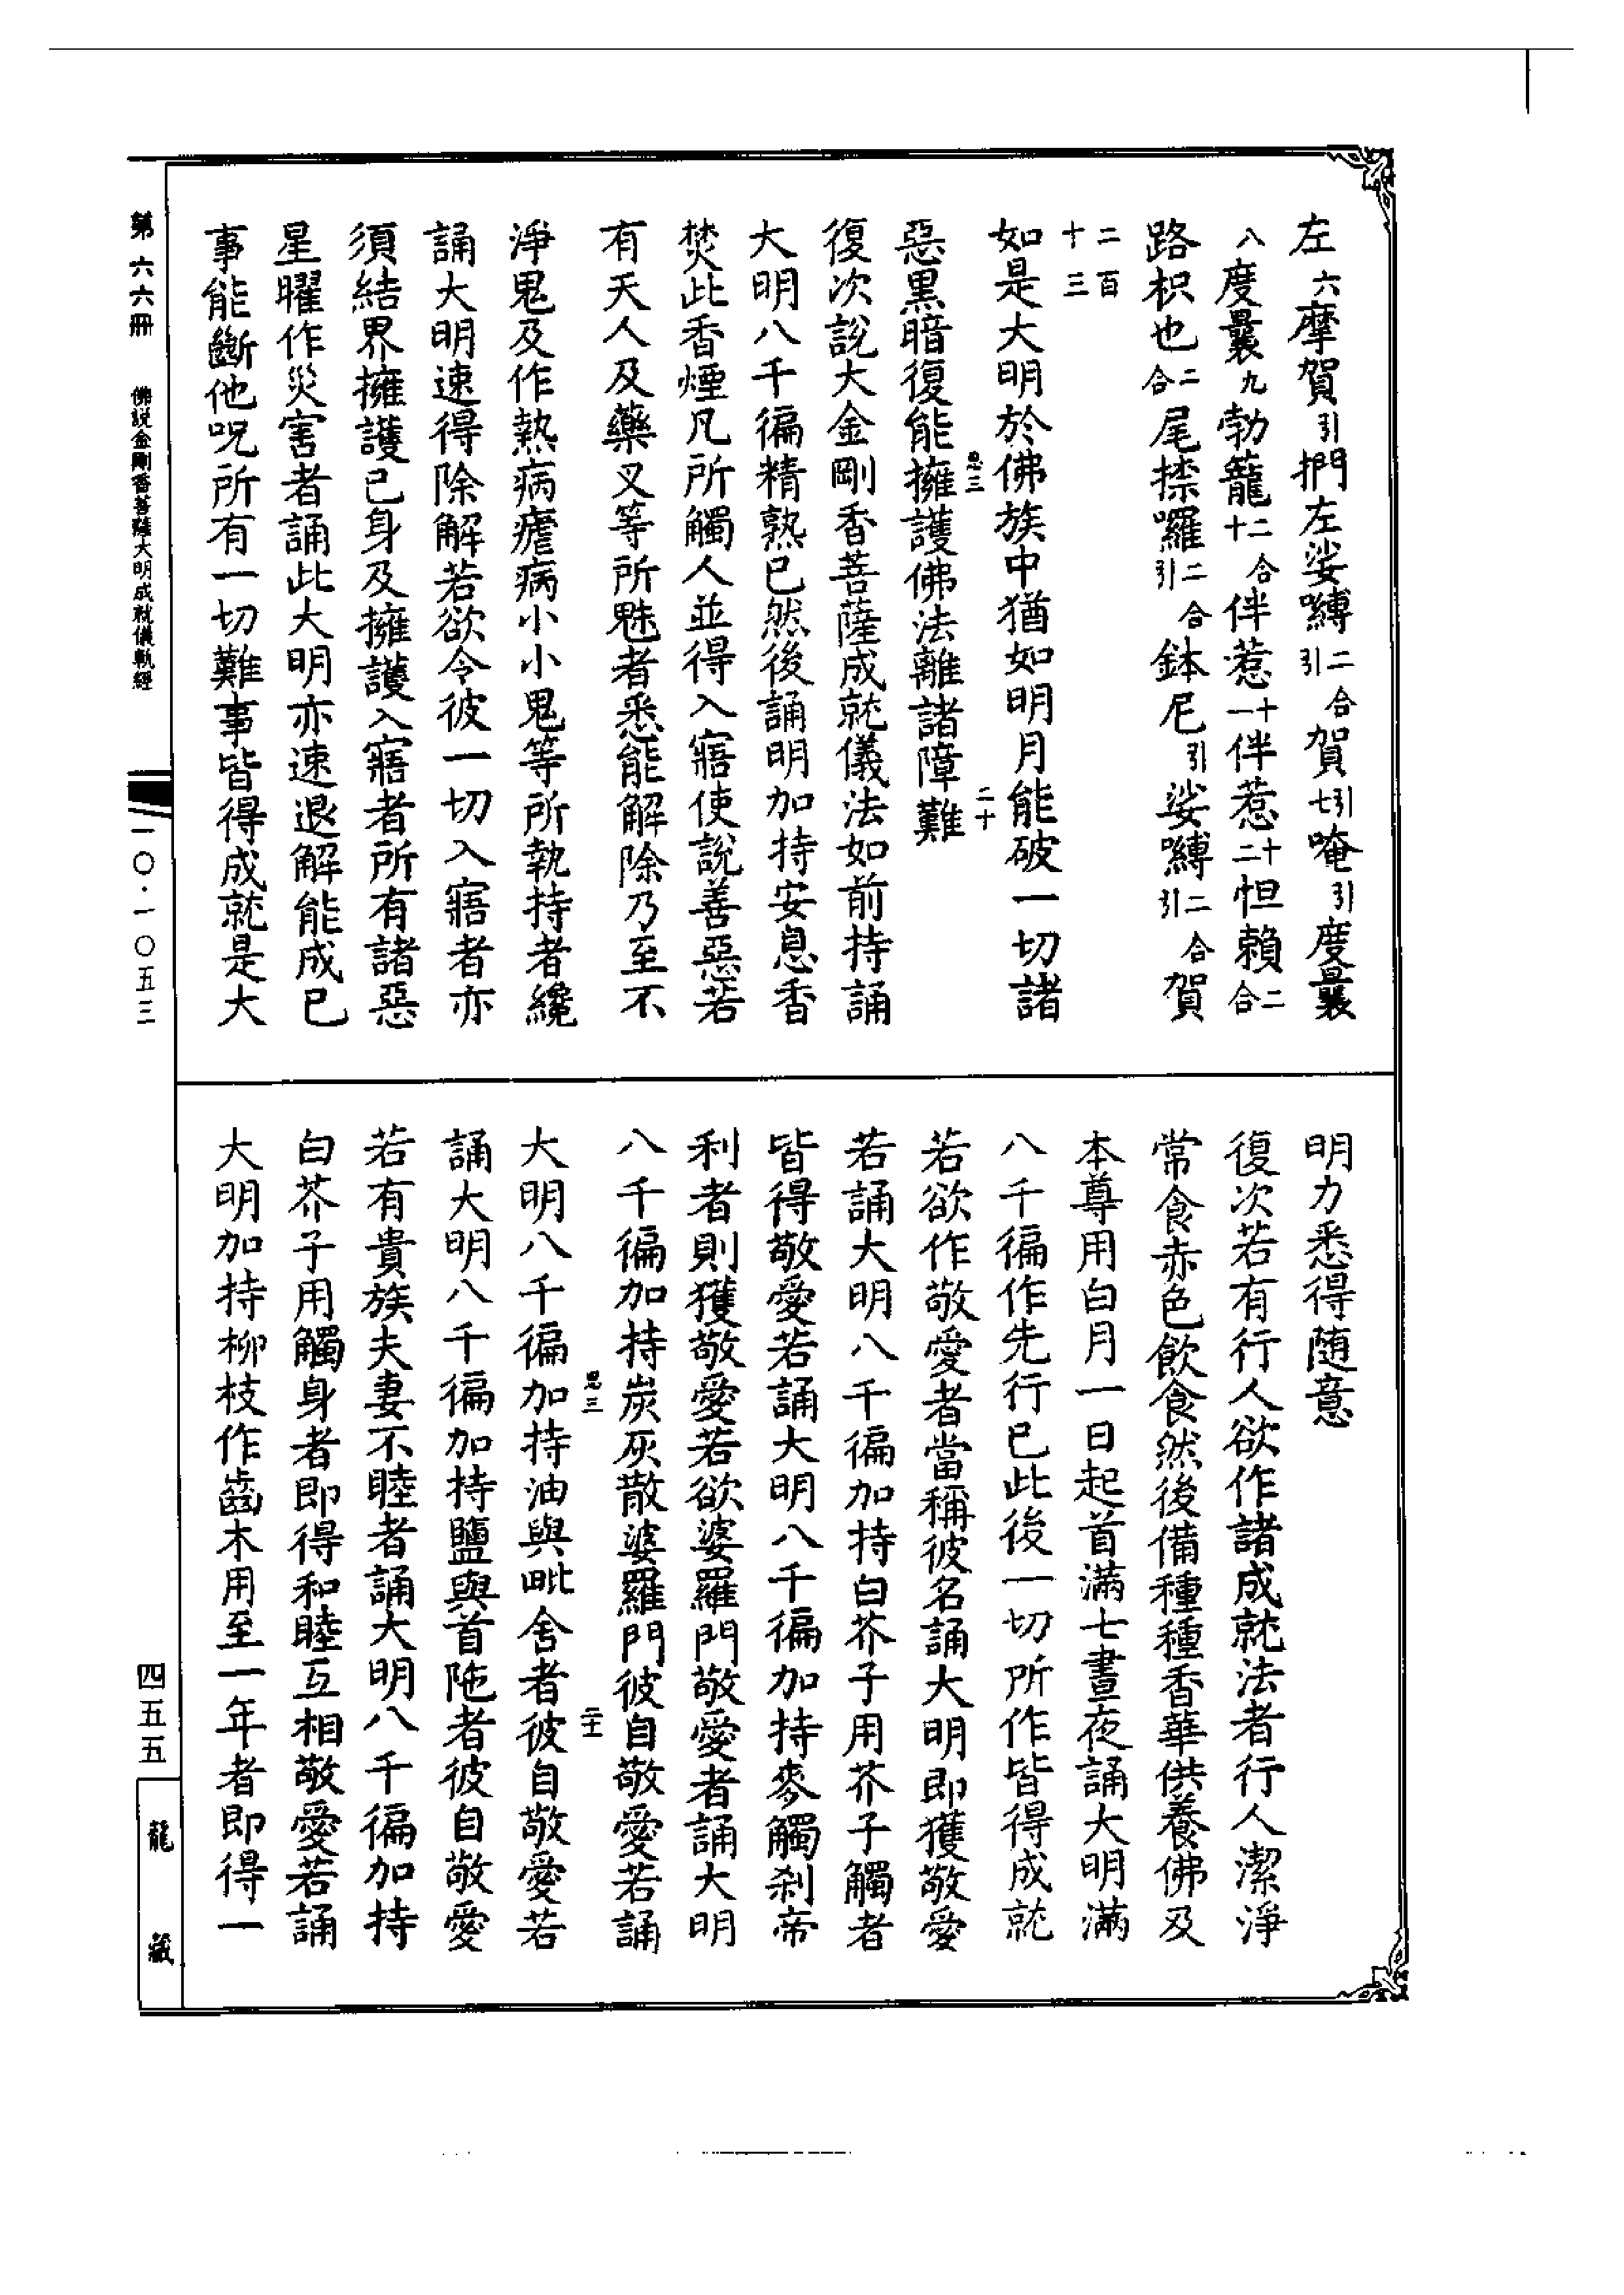 左六摩賀引捫左娑嚩二合引賀引七唵引度曩
八度曩九勃籠二合十伴惹十一伴惹十二怛賴二合
路枳也二合尾捺囉二合引鉢尼引娑嚩二合引賀
二百十三
如是大明於佛族中猶如明月能破一切諸
惡黒暗復能擁護佛法離諸障難
復次說大金剛香菩薩成就儀法如前持誦
大明八千徧精熟已然後誦明加持安息香
焚此香煙凡所觸人並得入寤使說善惡若
有天人及藥叉等所魅者悉能解除乃至不
淨鬼及作熱病瘧病小小鬼等所執持者纔
誦大明速得除解若欲令彼一切入寤者亦
須結界擁護已身及擁護入寤者所有諸惡
星曜作災害者誦此大明亦速退解能成已
事能斷他呪所有一切難事皆得成就是大
明力悉得随意
復次若有行人欲作諸成就法者行人潔淨
常食赤色飲食然後備種種香華供養佛及
本尊用白月一日起首滿七晝夜誦大明滿
八千徧作先行已此後一切所作皆得成就
若欲作敬愛者當稱彼名誦大明即獲敬愛
若誦大明八千徧加持白芥子用芥子觸者
皆得敬愛若誦大明八千徧加持麥觸刹帝
利者則獲敬愛若欲婆羅門敬愛者誦大明
八千徧加持炭灰散婆羅門彼自敬愛若誦
大明八千徧加持油與毗舍者彼自敬愛若
誦大明八千徧加持鹽與首陁者彼自敬愛
若有貴族夫妻不睦者誦大明八千徧加持
白芥子用觸身者即得和睦互相敬愛若誦
大明加持柳枝作齒木用至一年者即得一
思三
二十
思三
二十一
第六六冊 佛説金剛香菩薩大明成就儀軌經
一〇·一〇五三
四五五
龍藏